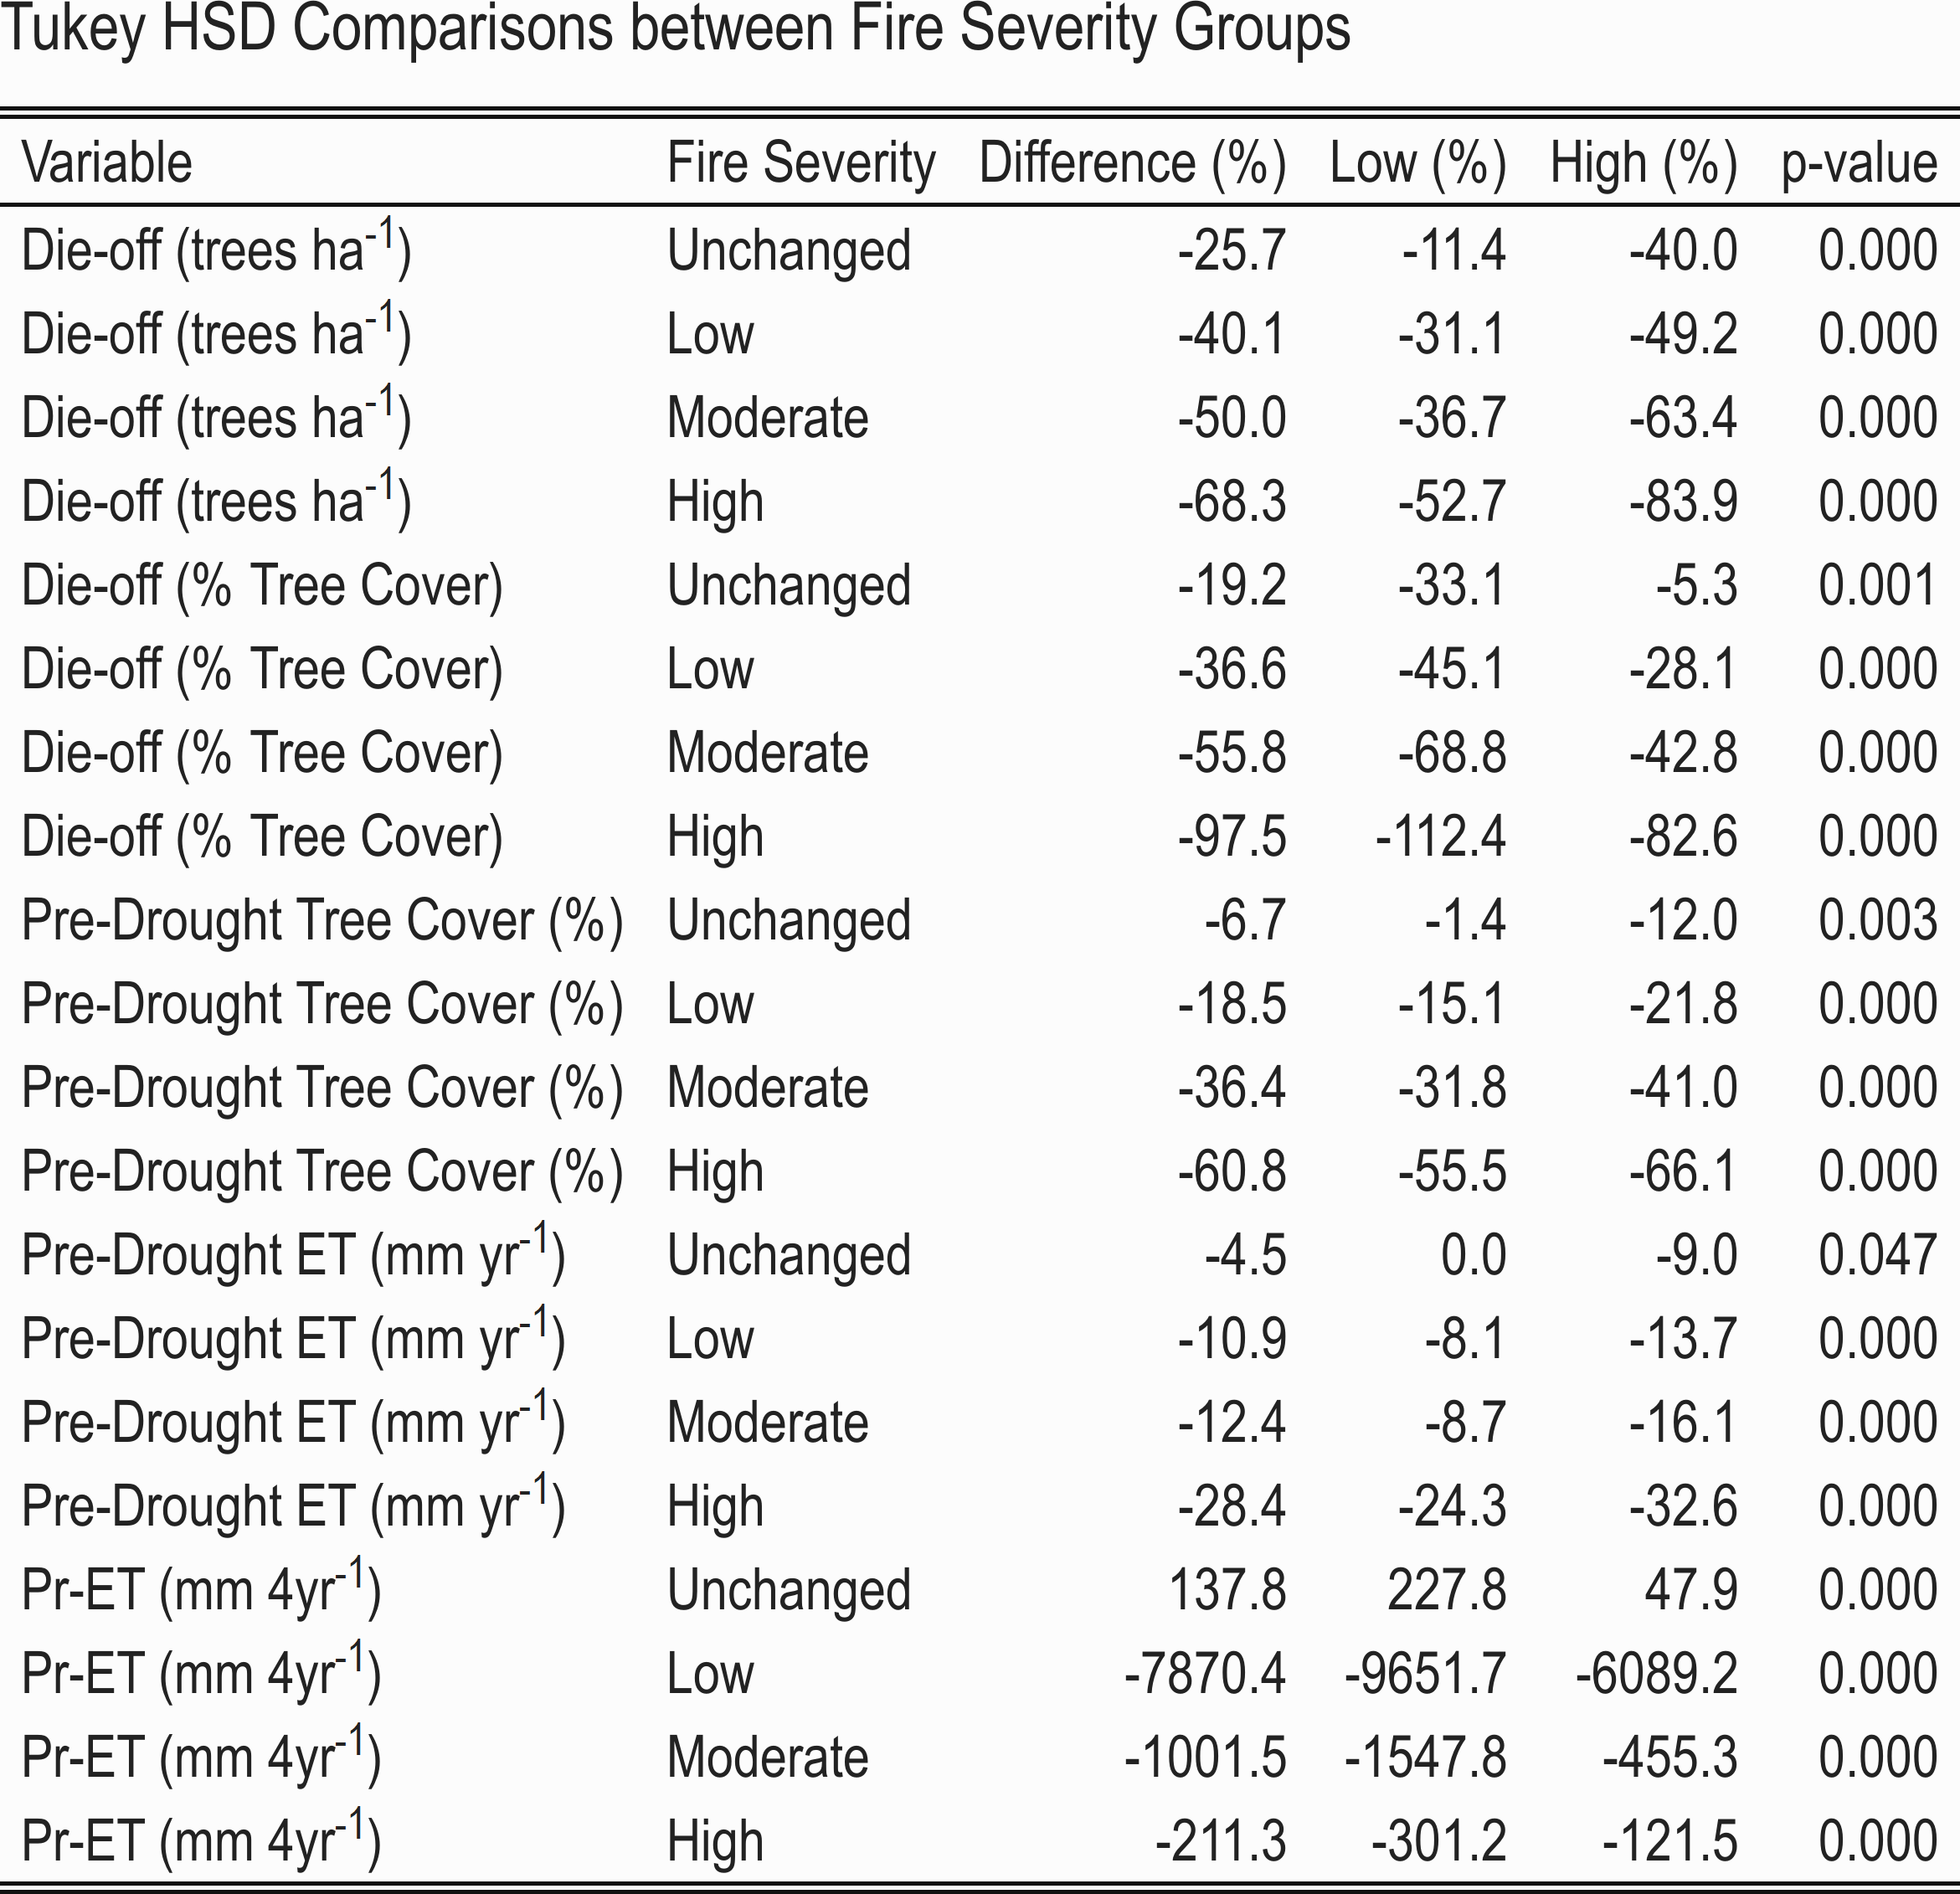 Tukey HSD Comparisons between Fire Severity Groups
Variable Fire Severity Difference (%) Low (%) High (%) p-value
Die-off (trees ha⁻¹) Unchanged -25.7 -11.4 -40.0 0.000
Die-off (trees ha⁻¹) Low -40.1 -31.1 -49.2 0.000
Die-off (trees ha⁻¹) Moderate -50.0 -36.7 -63.4 0.000
Die-off (trees ha⁻¹) High -68.3 -52.7 -83.9 0.000
Die-off (% Tree Cover) Unchanged -19.2 -33.1 -5.3 0.001
Die-off (% Tree Cover) Low -36.6 -45.1 -28.1 0.000
Die-off (% Tree Cover) Moderate -55.8 -68.8 -42.8 0.000
Die-off (% Tree Cover) High -97.5 -112.4 -82.6 0.000
Pre-Drought Tree Cover (%) Unchanged -6.7 -1.4 -12.0 0.003
Pre-Drought Tree Cover (%) Low -18.5 -15.1 -21.8 0.000
Pre-Drought Tree Cover (%) Moderate -36.4 -31.8 -41.0 0.000
Pre-Drought Tree Cover (%) High -60.8 -55.5 -66.1 0.000
Pre-Drought ET (mm yr⁻¹) Unchanged -4.5 0.0 -9.0 0.047
Pre-Drought ET (mm yr⁻¹) Low -10.9 -8.1 -13.7 0.000
Pre-Drought ET (mm yr⁻¹) Moderate -12.4 -8.7 -16.1 0.000
Pre-Drought ET (mm yr⁻¹) High -28.4 -24.3 -32.6 0.000
Pr-ET (mm 4yr⁻¹) Unchanged 137.8 227.8 47.9 0.000
Pr-ET (mm 4yr⁻¹) Low -7870.4 -9651.7 -6089.2 0.000
Pr-ET (mm 4yr⁻¹) Moderate -1001.5 -1547.8 -455.3 0.000
Pr-ET (mm 4yr⁻¹) High -211.3 -301.2 -121.5 0.000